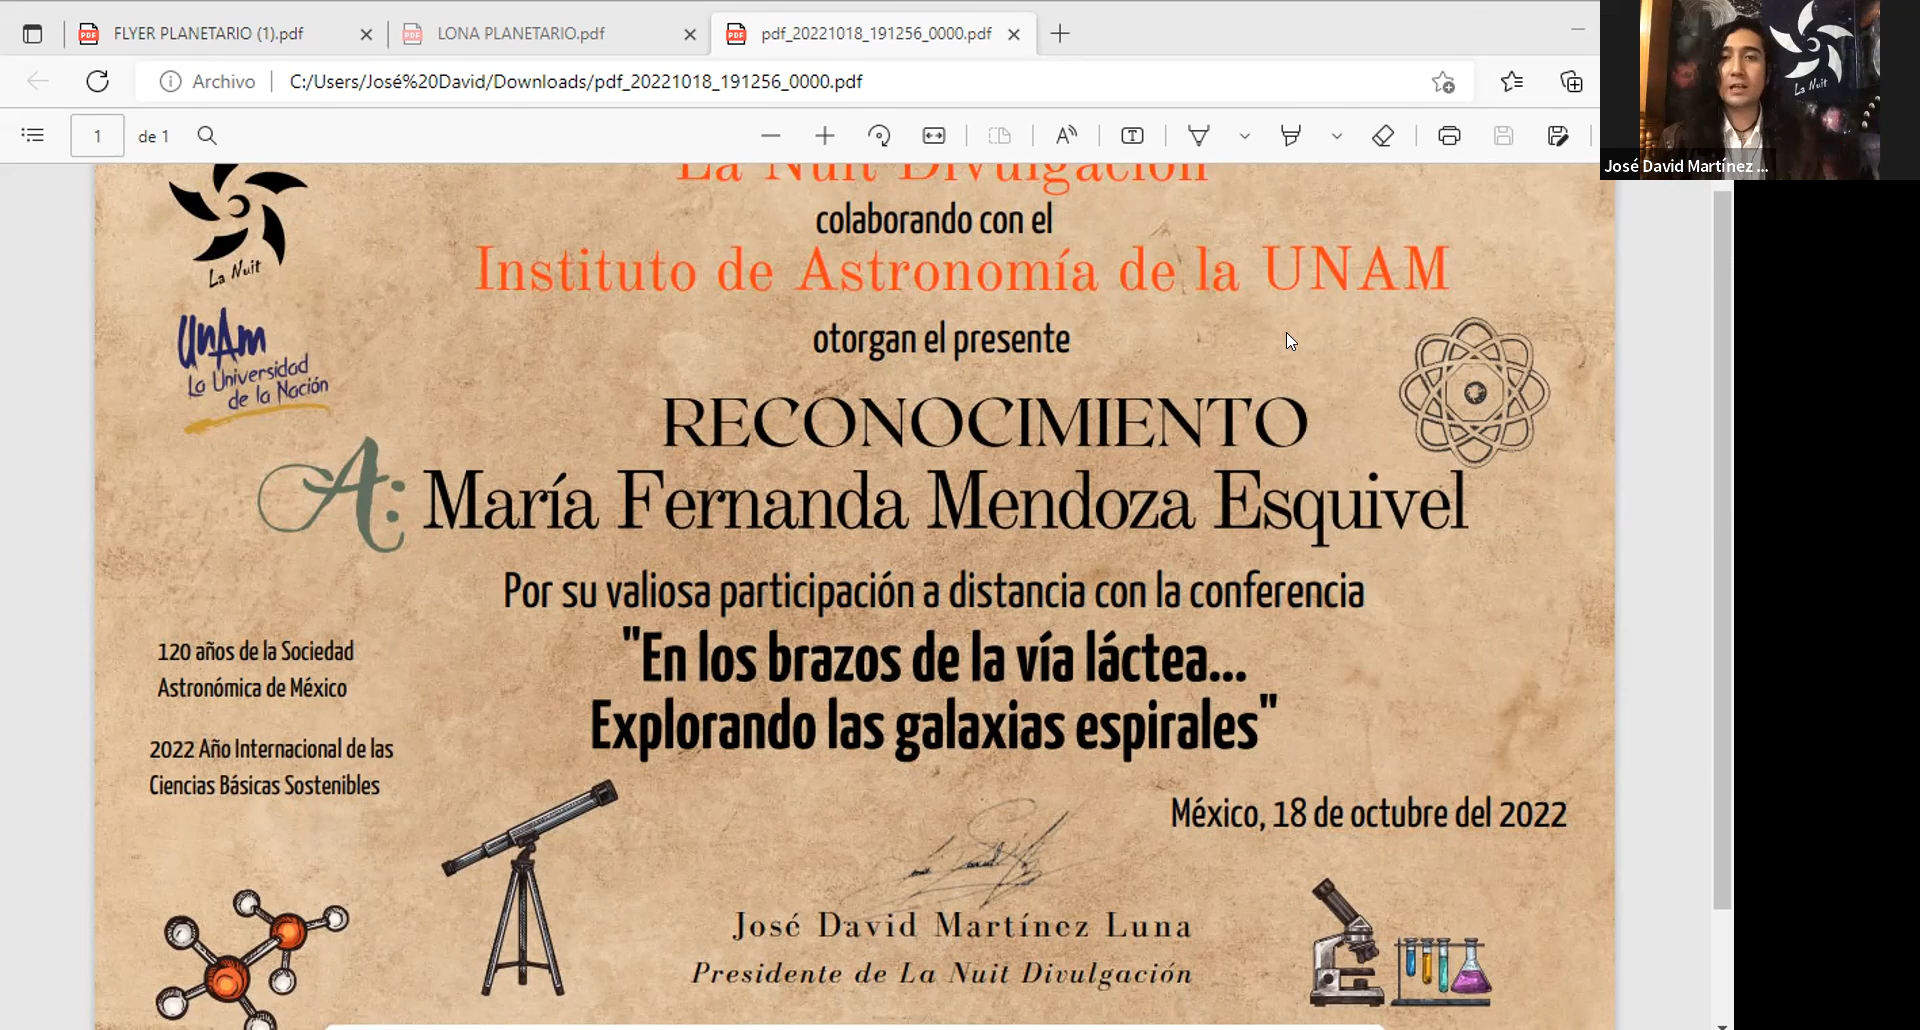 FLYER PLANETARIO (1).pdf
LONA PLANETARIO.pdf
pdf_20221018_191256_0000.pdf
Archivo
C:/Users/José%20David/Downloads/pdf_20221018_191256_0000.pdf
1 de 1
José David Martínez ...
La Nuit
La Nuit Divulgación
colaborando con el
Instituto de Astronomía de la UNAM
otorgan el presente
La Nuit
UnAm
La Universidad
de la Nación
RECONOCIMIENTO
A: María Fernanda Mendoza Esquivel
Por su valiosa participación a distancia con la conferencia
"En los brazos de la vía láctea...
Explorando las galaxias espirales"
120 años de la Sociedad
Astronómica de México
2022 Año Internacional de las
Ciencias Básicas Sostenibles
México, 18 de octubre del 2022
José David Martínez Luna
Presidente de La Nuit Divulgación